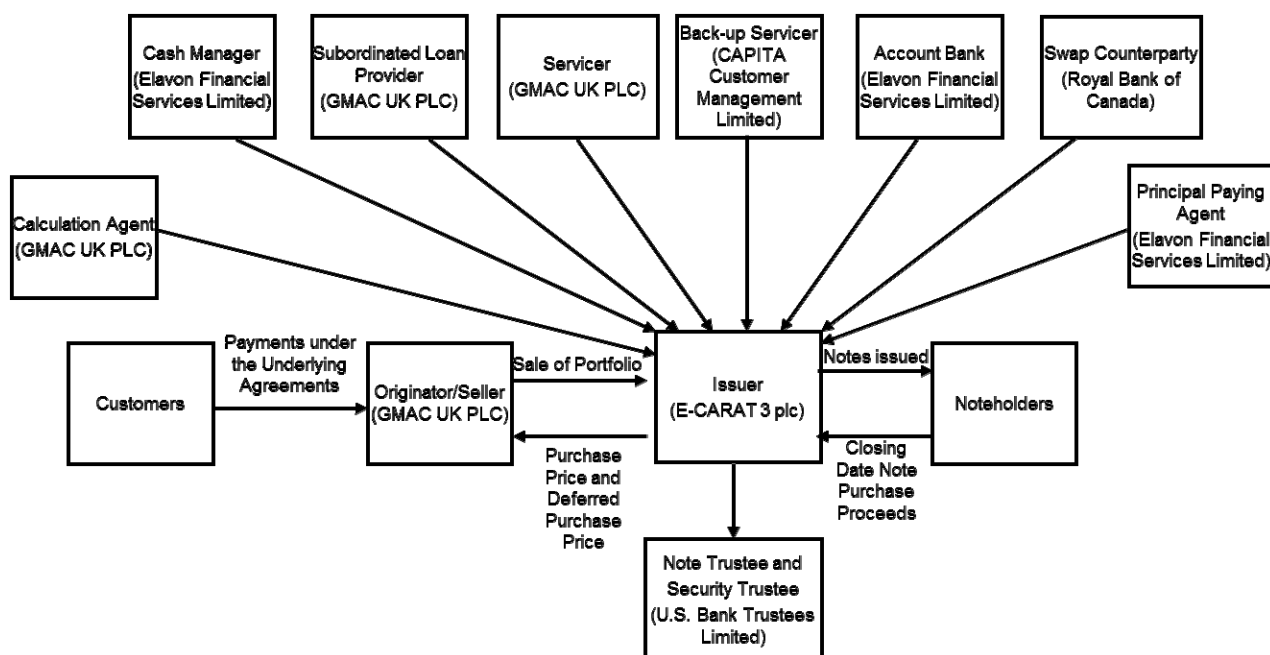 Cash Manager
(Elavon Financial
Services Limited)
Subordinated Loan
Provider
(GMAC UK PLC)
Servicer
(GMAC UK PLC)
Back-up Servicer
(CAPITA
Customer
Management
Limited)
Account Bank
(Elavon Financial
Services Limited)
Swap Counterparty
(Royal Bank of
Canada)
Calculation Agent
(GMAC UK PLC)
Principal Paying
Agent
(Elavon Financial
Services Limited)
Customers
Payments under
the Underlying
Agreements
Originator/Seller
(GMAC UK PLC)
Sale of Portfolio
Purchase
Price and
Deferred
Purchase
Price
Issuer
(E-CARAT 3 plc)
Notes issued
Closing
Date Note
Purchase
Proceeds
Noteholders
Note Trustee and
Security Trustee
(U.S. Bank Trustees
Limited)